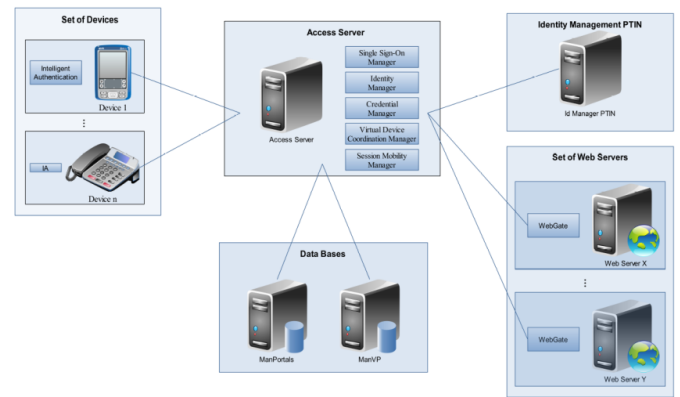 Set of Devices
Intelligent
Authentication
Device 1
IA
Device n
Access Server
Access Server
Single Sign-On
Manager
Identity
Manager
Credential
Manager
Virtual Device
Coordination Manager
Session Mobility
Manager
Identity Management PTIN
Id Manager PTIN
Set of Web Servers
WebGate
Web Server X
WebGate
Web Server Y
Data Bases
ManPortals
ManVP